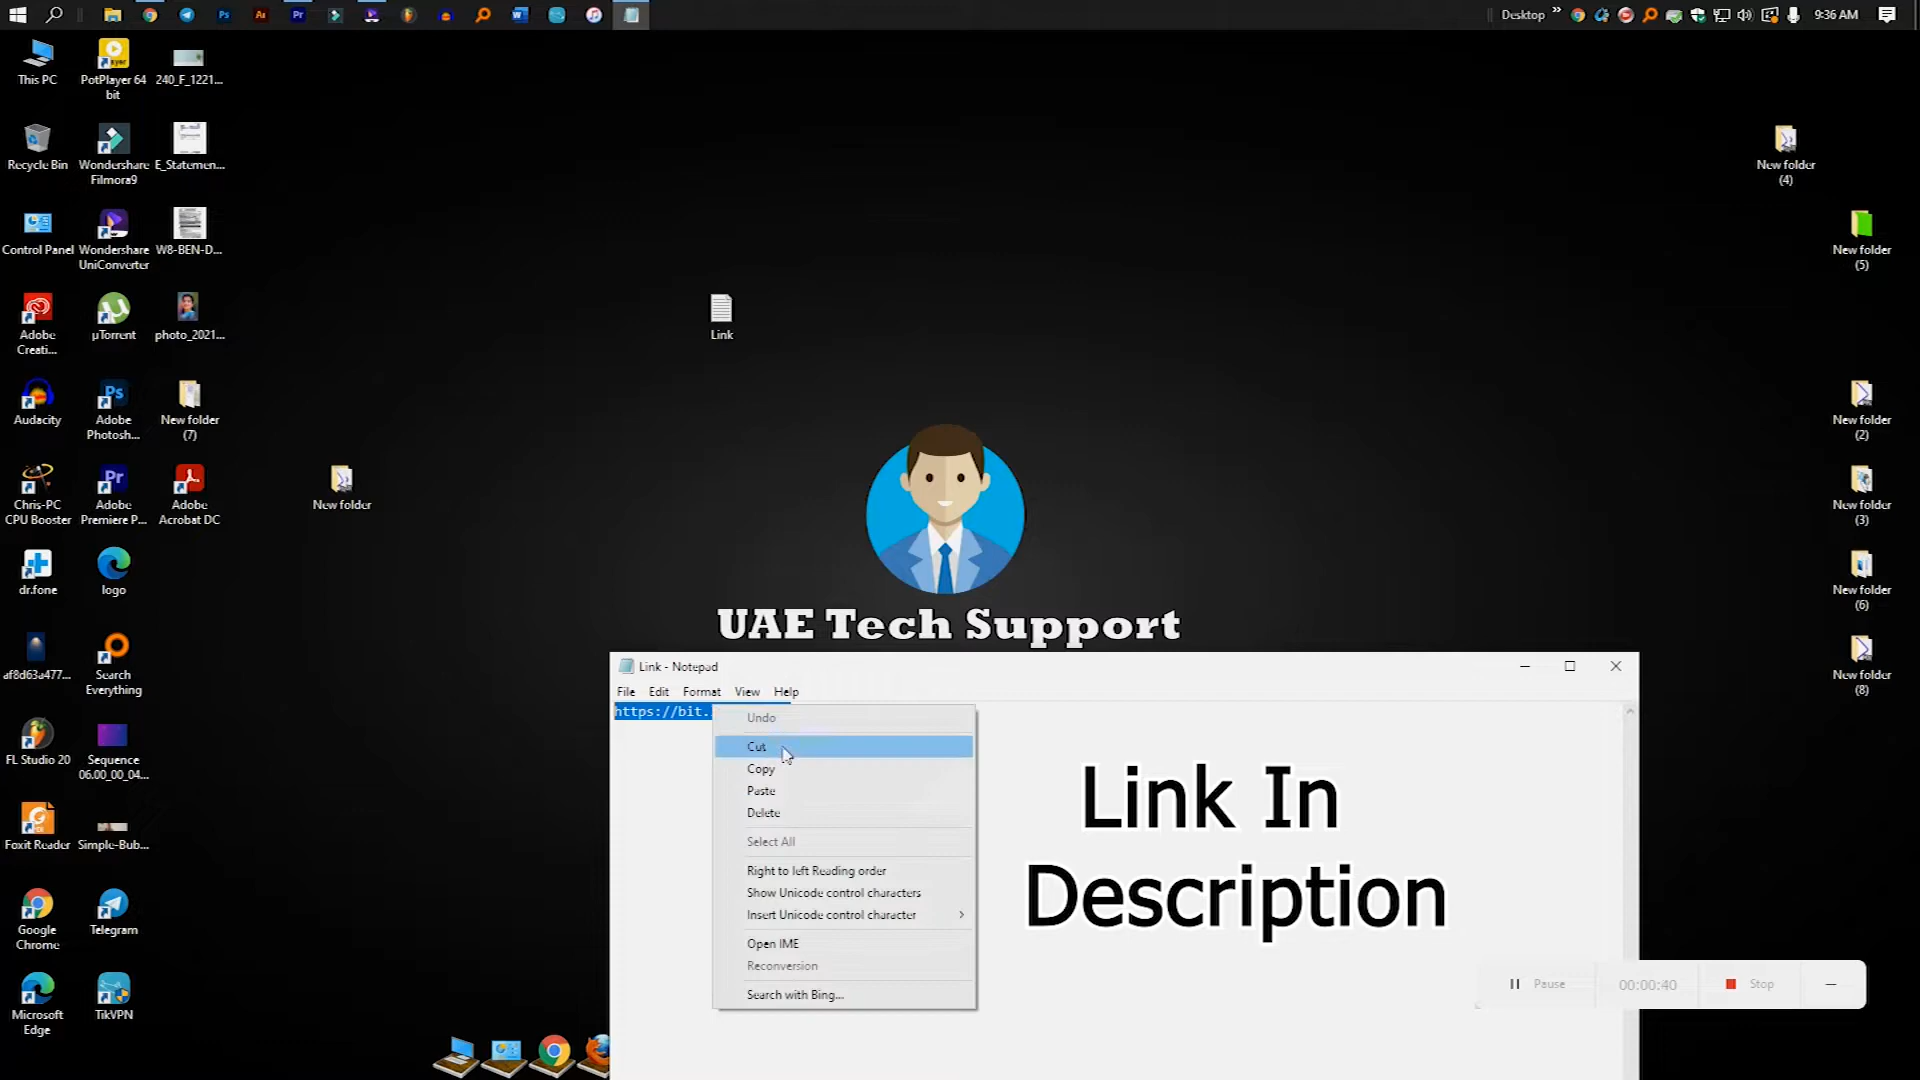 Desktop
9:36 AM
This PC
PotPlayer 64
bit
240_F_1221...
Recycle Bin
Wondershare
Filmora9
E_Statemen...
New folder
(4)
Control Panel
Wondershare
UniConverter
W8-BEN-D...
New folder
(5)
Adobe
Creati...
µTorrent
photo_2021...
Link
Audacity
Adobe
Photosh...
New folder
(7)
New folder
(2)
Chris-PC
CPU Booster
Adobe
Premiere P...
Adobe
Acrobat DC
New folder
New folder
(3)
dr.fone
logo
New folder
(6)
UAE Tech Support
af8d63a477...
Search
Everything
New folder
(8)
Link - Notepad
File Edit Format View Help
https://bit.
Undo
Cut
Copy
Paste
Delete
Select All
Right to left Reading order
Show Unicode control characters
Insert Unicode control character
Open IME
Reconversion
Search with Bing...
Link In
Description
FL Studio 20
Sequence
06.00_00_04...
Foxit Reader
Simple-Bub...
Google
Chrome
Telegram
Pause
00:00:40
Stop
Microsoft
Edge
TikVPN